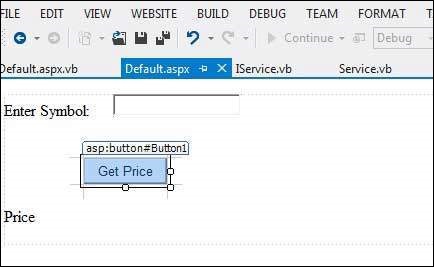 FILE EDIT VIEW WEBSITE BUILD DEBUG TEAM FORMAT T
Continue Debug
Default.aspx.vb Default.aspx IService.vb Service.vb
Enter Symbol:
asp:button#Button1
Get Price
Price